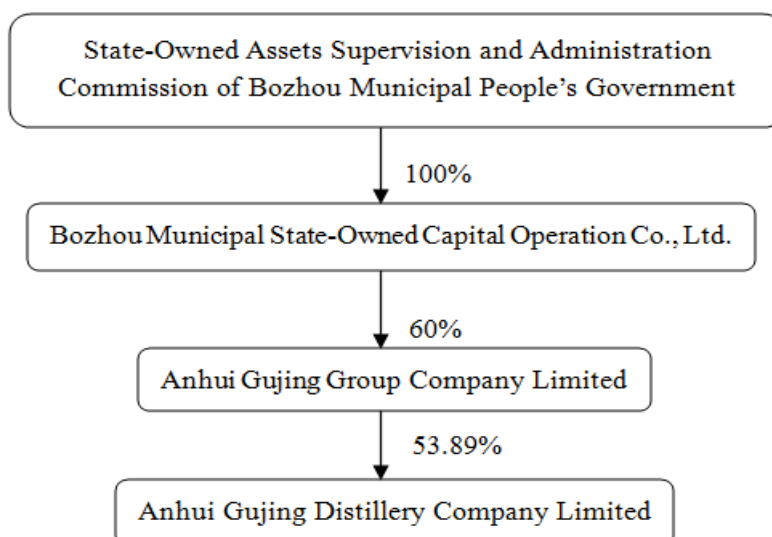 State-Owned Assets Supervision and Administration
Commission of Bozhou Municipal People’s Government
100%
Bozhou Municipal State-Owned Capital Operation Co., Ltd.
60%
Anhui Gujing Group Company Limited
53.89%
Anhui Gujing Distillery Company Limited